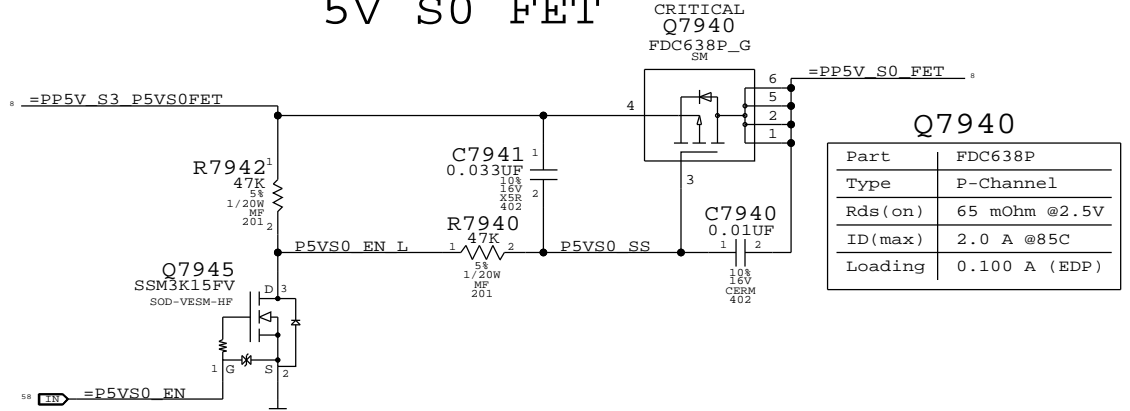 5V S0 FET
CRITICAL
Q7940
FDC638P_G
SM
8 =PP5V_S3_P5VS0FET
4
6
5
2
1
3
=PP5V_S0_FET 8
R7942
1
47K
5%
1/20W
MF
201
2
C7941
0.033UF
10%
16V
X5R
402
1
2
P5VS0_EN_L
R7940
1 47K 2
5%
1/20W
MF
201
P5VS0_SS
C7940
0.01UF
1 2
10%
16V
CERM
402
Q7945
SSM3K15FV
SOD-VESM-HF
D 3
1 G S 2
58 IN =P5VS0_EN
Q7940
Part FDC638P
Type P-Channel
Rds(on) 65 mOhm @2.5V
ID(max) 2.0 A @85C
Loading 0.100 A (EDP)